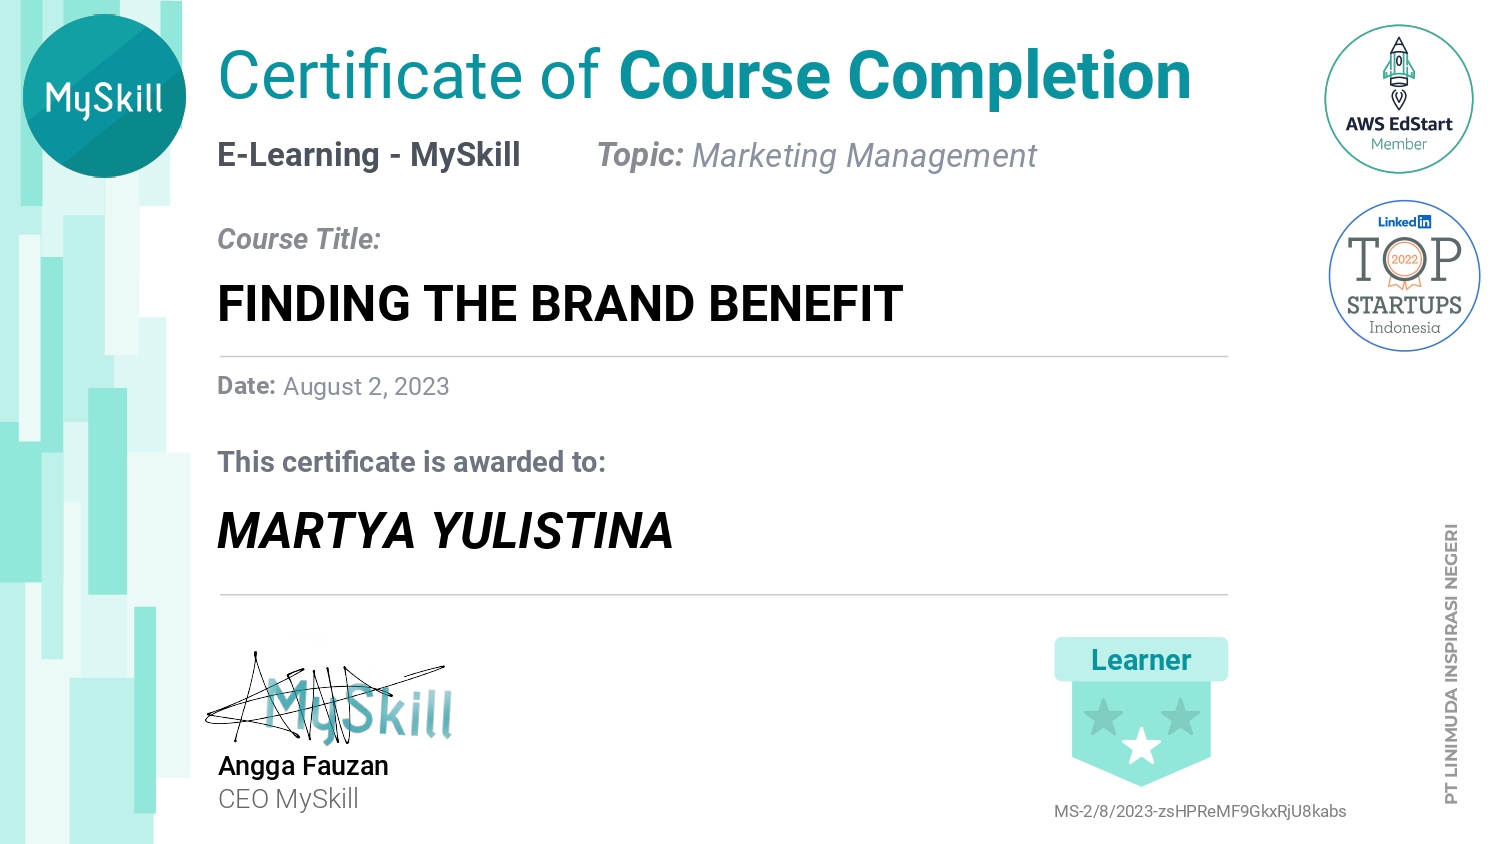 MySkill
Certificate of Course Completion
E-Learning - MySkill
Topic: Marketing Management
AWS EdStart
Member
Linked in
TOP
2022
STARTUPS
Indonesia
Course Title:
FINDING THE BRAND BENEFIT
Date: August 2, 2023
This certificate is awarded to:
MARTYA YULISTINA
MySkill
Angga Fauzan
CEO MySkill
Learner
MS-2/8/2023-zsHPReMF9GkxRjU8kabs
PT LINIMUDA INSPIRASI NEGERI